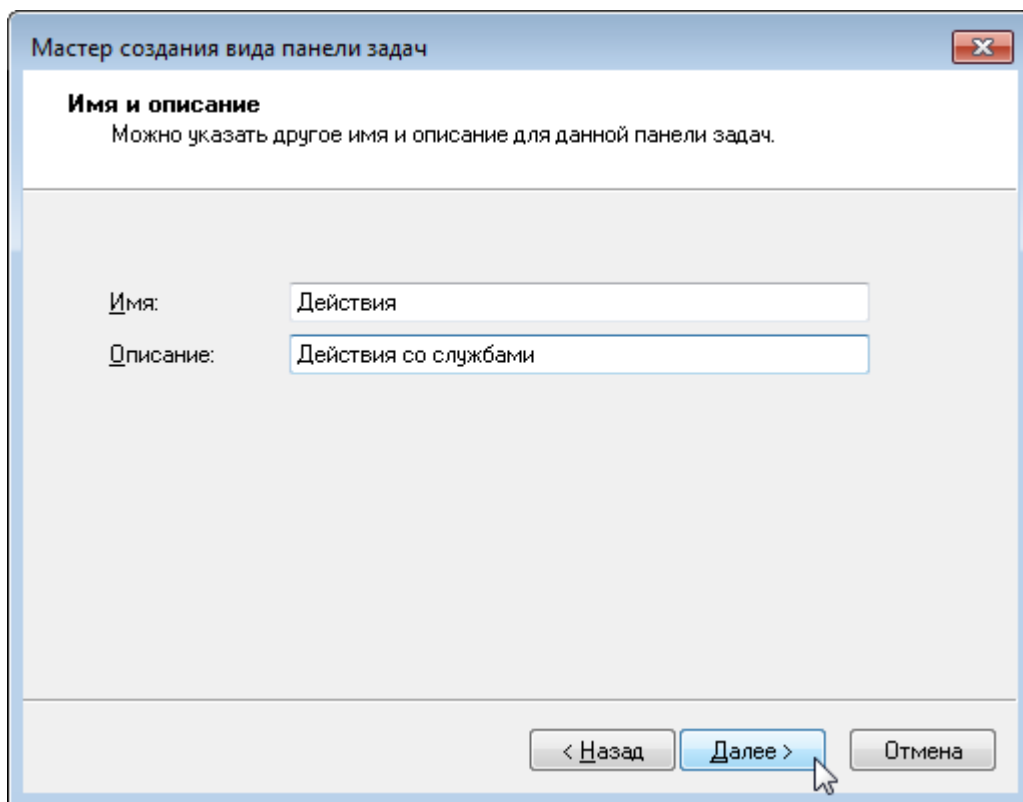 Мастер создания вида панели задач
Имя и описание
Можно указать другое имя и описание для данной панели задач.
Имя: Действия
Описание: Действия со службами
< Назад Далее > Отмена